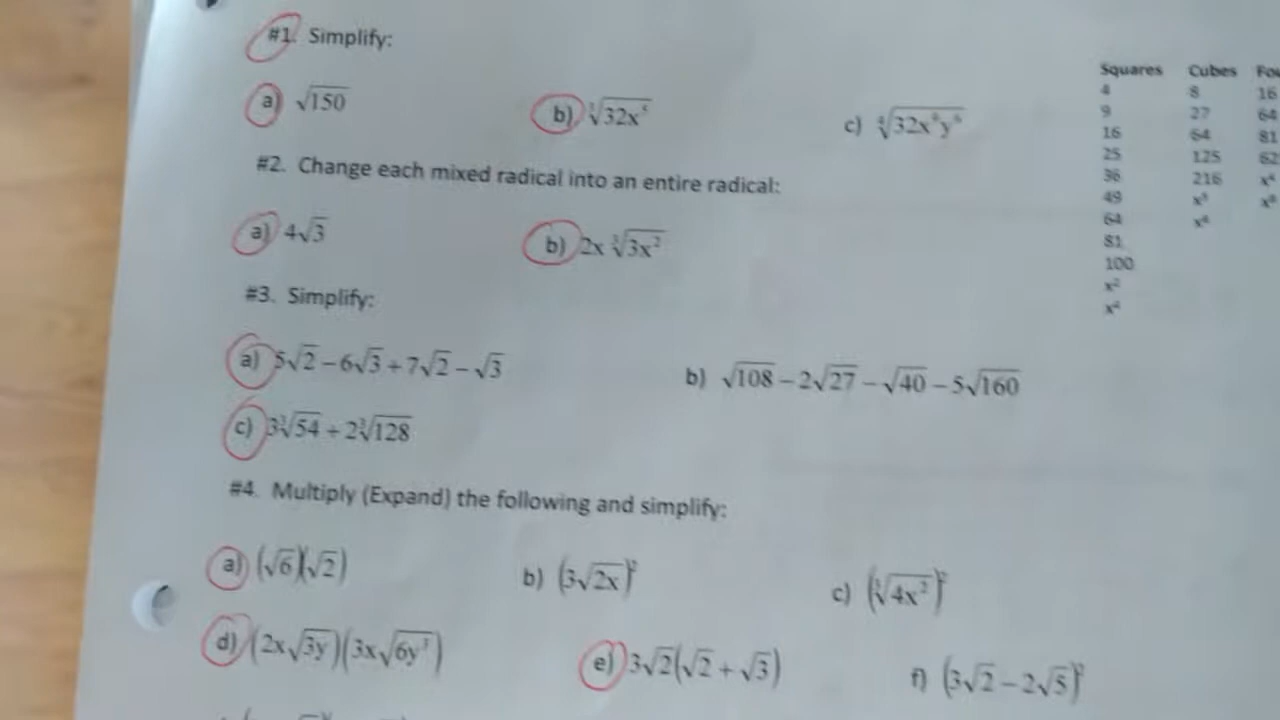 #1. Simplify:
a) √150 b) ∛32x c) ∜32x y
#2. Change each mixed radical into an entire radical:
a) 4√3 b) 2x ∛3x²
#3. Simplify:
a) 5√2 – 6√3 + 7√2 – √3 b) √108 – 2√27 – √40 – 5√160
c) 3∛54 + 2∛128
#4. Multiply (Expand) the following and simplify:
a) (√6)(√2) b) (3√2x)² c) (∛4x²)²
d) (2x√3y)(3x√6y ) e) 3√2(√2 + √3) f) (3√2 – 2√5)²
Squares Cubes
4 8 16
9 27 64
16 64 81
25 125
36 216 x⁴
49 x³ x⁸
64 x⁶
81
100
x²
x⁴